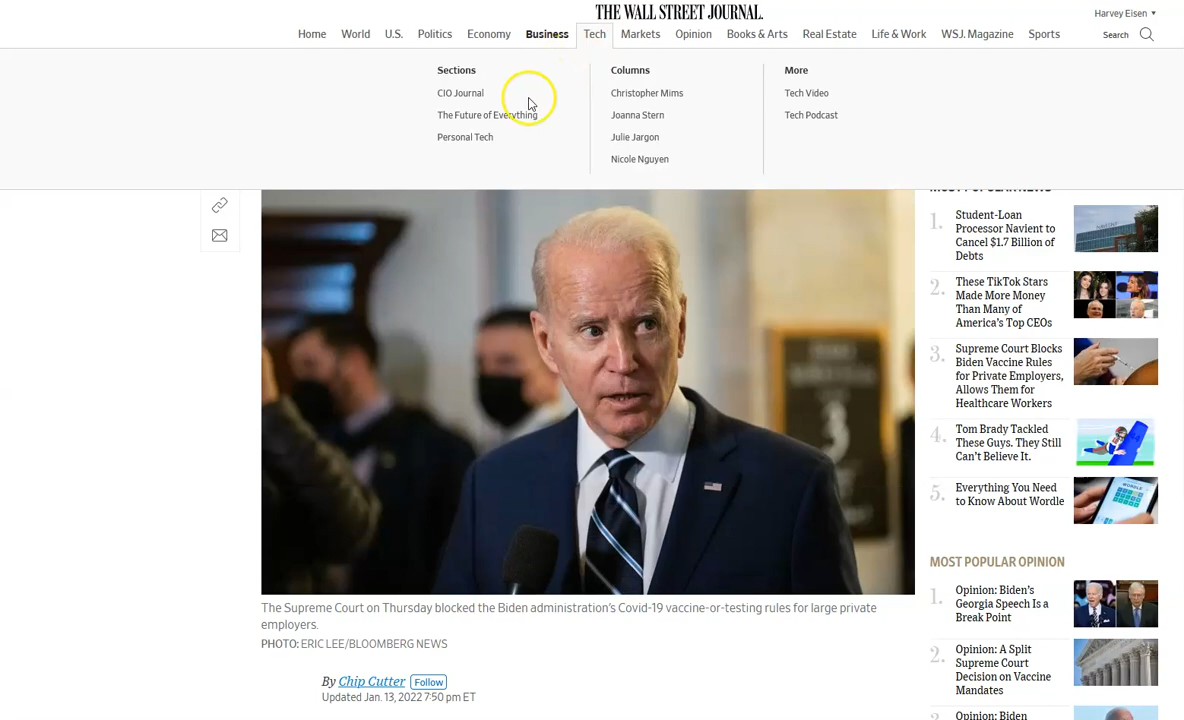 THE WALL STREET JOURNAL.
Harvey Eisen
Home World U.S. Politics Economy Business Tech Markets Opinion Books & Arts Real Estate Life & Work WSJ. Magazine Sports Search
Sections
CIO Journal
The Future of Everything
Personal Tech
Columns
Christopher Mims
Joanna Stern
Julie Jargon
Nicole Nguyen
More
Tech Video
Tech Podcast
The Supreme Court on Thursday blocked the Biden administration's Covid-19 vaccine-or-testing rules for large private
employers.
PHOTO: ERIC LEE/BLOOMBERG NEWS
By Chip Cutter Follow
Updated Jan. 13, 2022 7:50 pm ET
MOST POPULAR NEWS
1. Student-Loan
Processor Navient to
Cancel $1.7 Billion of
Debts
2. These TikTok Stars
Made More Money
Than Many of
America's Top CEOs
3. Supreme Court Blocks
Biden Vaccine Rules
for Private Employers,
Allows Them for
Healthcare Workers
4. Tom Brady Tackled
These Guys. They Still
Can't Believe It.
5. Everything You Need
to Know About Wordle
MOST POPULAR OPINION
1. Opinion: Biden's
Georgia Speech Is a
Break Point
2. Opinion: A Split
Supreme Court
Decision on Vaccine
Mandates
Opinion: Biden